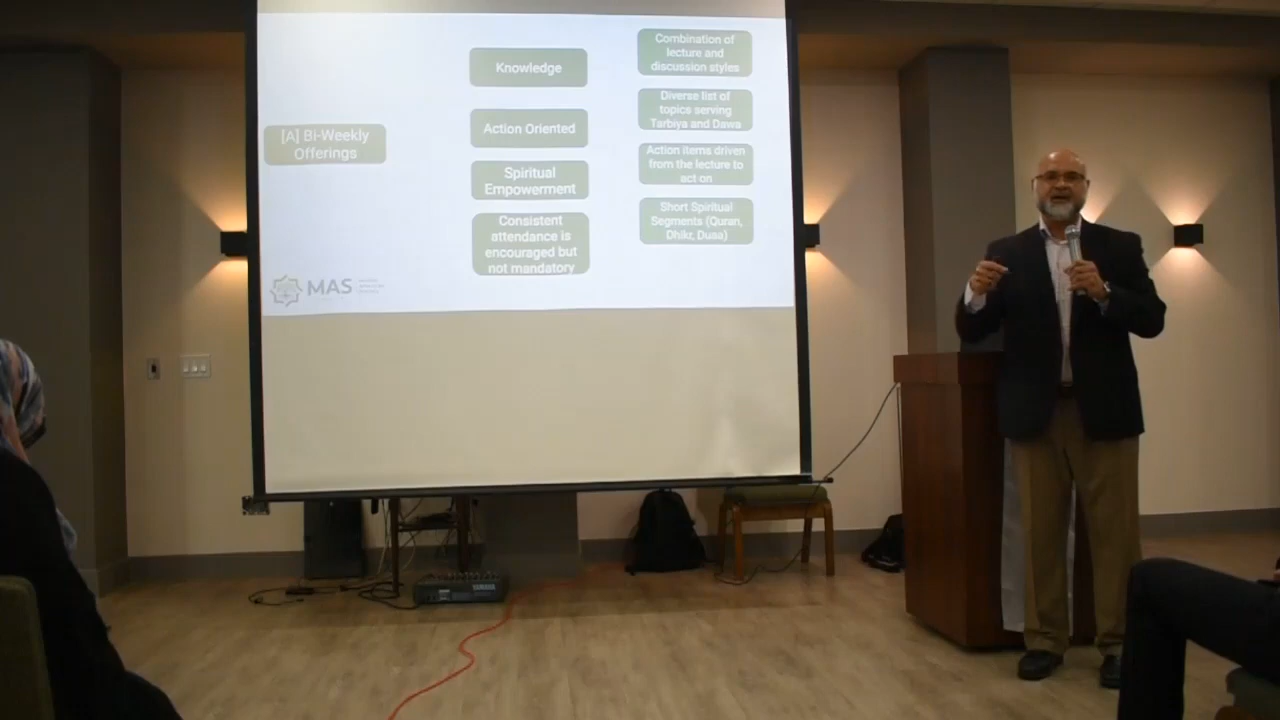 [A] Bi-Weekly
Offerings
Knowledge
Action Oriented
Spiritual
Empowerment
Consistent
attendance is
encouraged but
not mandatory
Combination of
lecture and
discussion styles
Diverse list of
topics serving
Tarbiya and Dawa
Action items driven
from the lecture to
act on
Short Spiritual
Segments (Quran,
Dhikr, Duaa)
MAS
YAMAHA